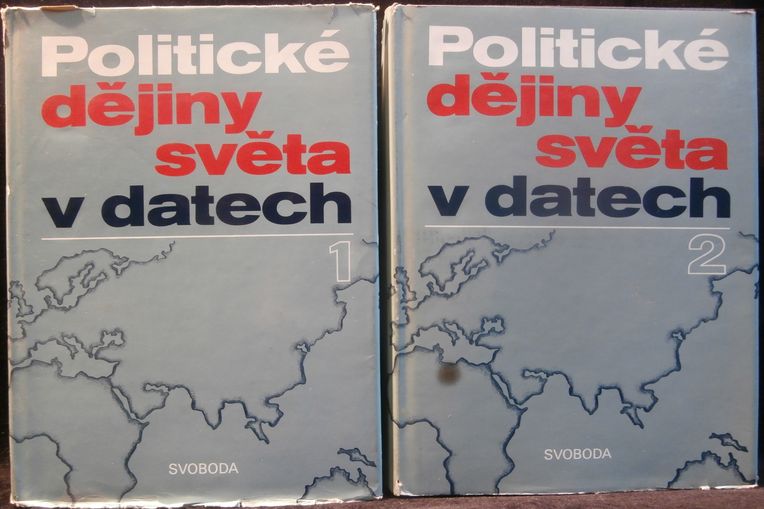 Politické
dějiny
světa
v datech
1
SVOBODA
Politické
dějiny
světa
v datech
2
SVOBODA